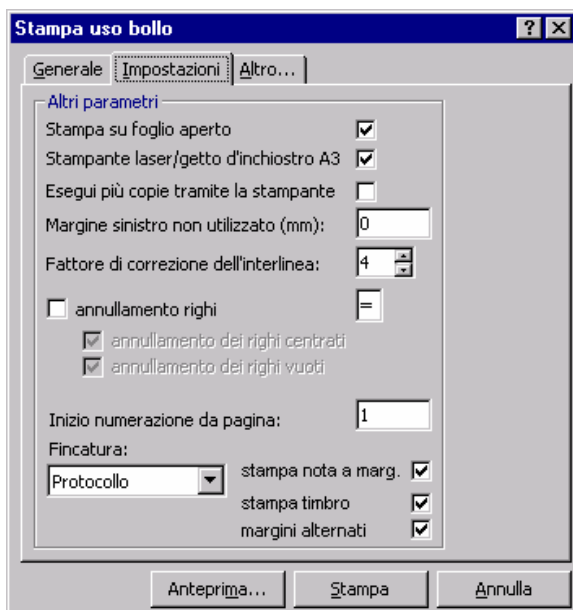 Stampa uso bollo
Generale Impostazioni Altro...
Altri parametri
Stampa su foglio aperto
Stampante laser/getto d'inchiostro A3
Esegui più copie tramite la stampante
Margine sinistro non utilizzato (mm): 0
Fattore di correzione dell'interlinea: 4
annullamento righi =
annullamento dei righi centrati
annullamento dei righi vuoti
Inizio numerazione da pagina: 1
Fincatura:
Protocollo
stampa nota a marg.
stampa timbro
margini alternati
Anteprima... Stampa Annulla